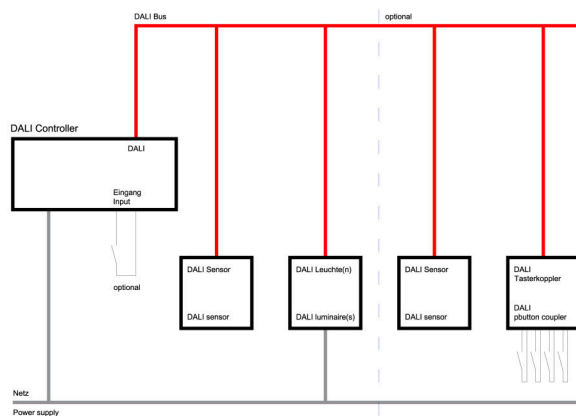 DALI Bus
optional
DALI Controller
DALI
Eingang
Input
optional
DALI Sensor
DALI sensor
DALI Leuchte(n)
DALI luminaire(s)
DALI Sensor
DALI sensor
DALI
Tasterkoppler
DALI
pbutton coupler
Netz
Power supply